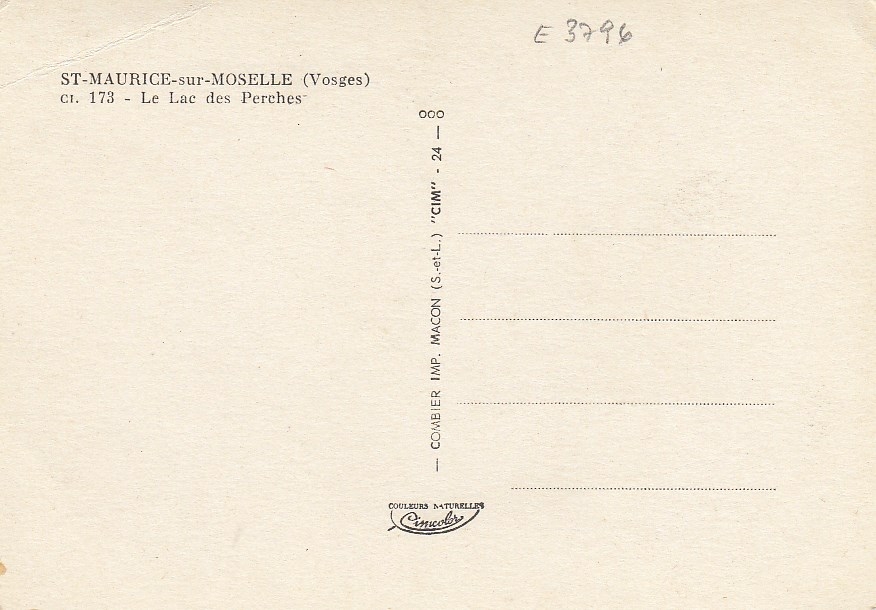 E 3796
ST-MAURICE-sur-MOSELLE (Vosges)
CI. 173 - Le Lac des Perches
— COMBIER IMP. MACON (S.-et-L.) "CIM" - 24 — OOO
COULEURS NATURELLES
Cimcolor